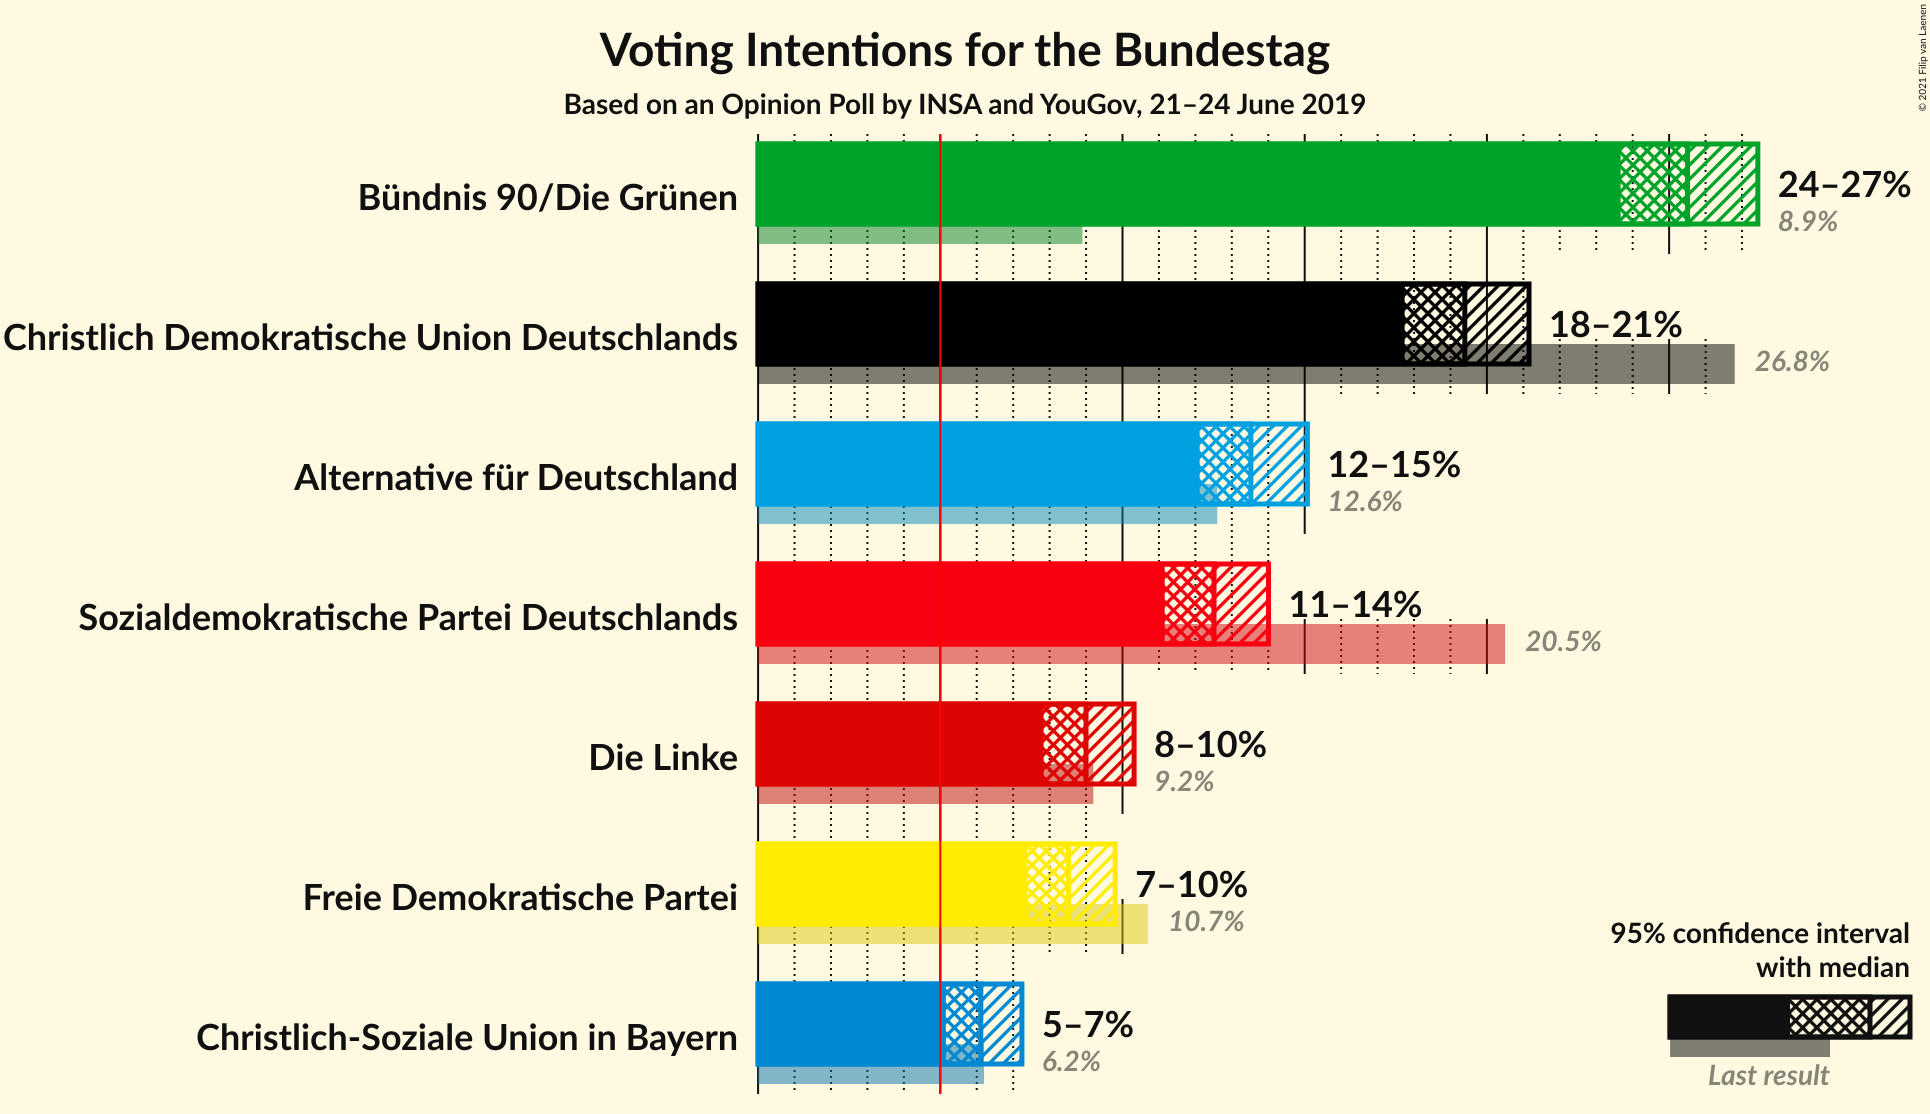 Voting Intentions for the Bundestag
Based on an Opinion Poll by INSA and YouGov, 21–24 June 2019
© 2021 Filip van Laenen
Bündnis 90/Die Grünen
24–27%
8.9%
Christlich Demokratische Union Deutschlands
18–21%
26.8%
Alternative für Deutschland
12–15%
12.6%
Sozialdemokratische Partei Deutschlands
11–14%
20.5%
Die Linke
8–10%
9.2%
Freie Demokratische Partei
7–10%
10.7%
Christlich-Soziale Union in Bayern
5–7%
6.2%
95% confidence interval
with median
Last result